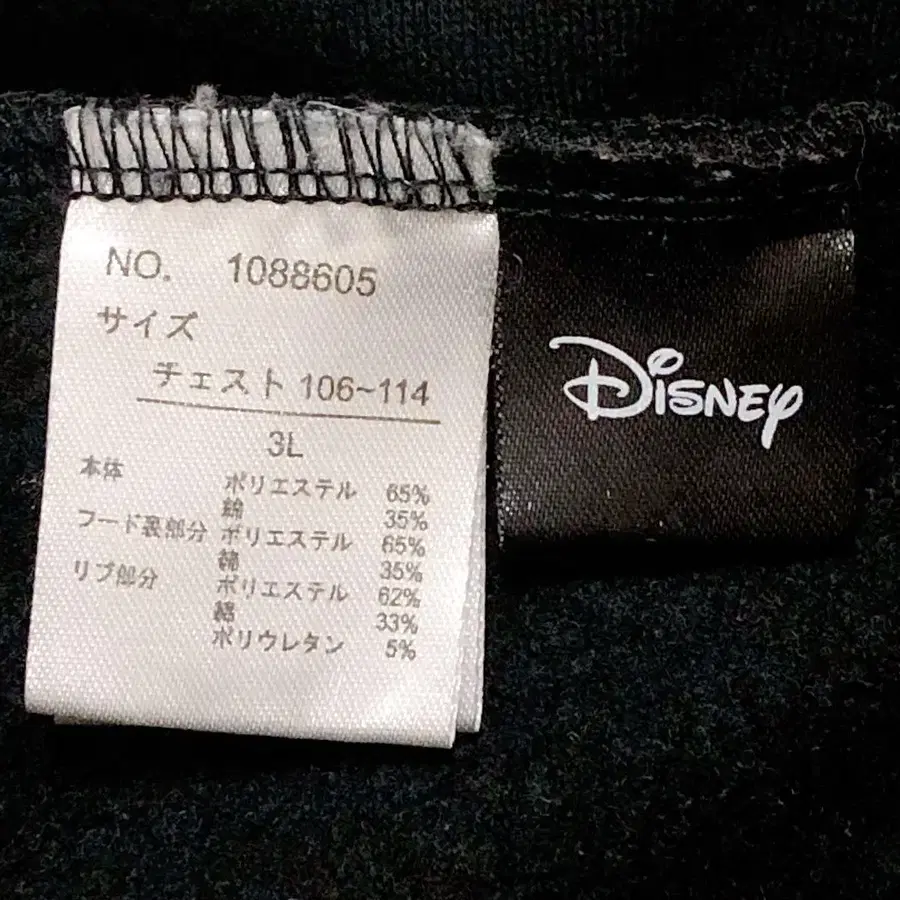 NO. 1088605
サイズ
チェスト 106~114
3L
本体 ポリエステル 65%
綿 35%
フード裏部分 ポリエステル 65%
綿 35%
リブ部分 ポリエステル 62%
綿 33%
ポリウレタン 5%
Disney